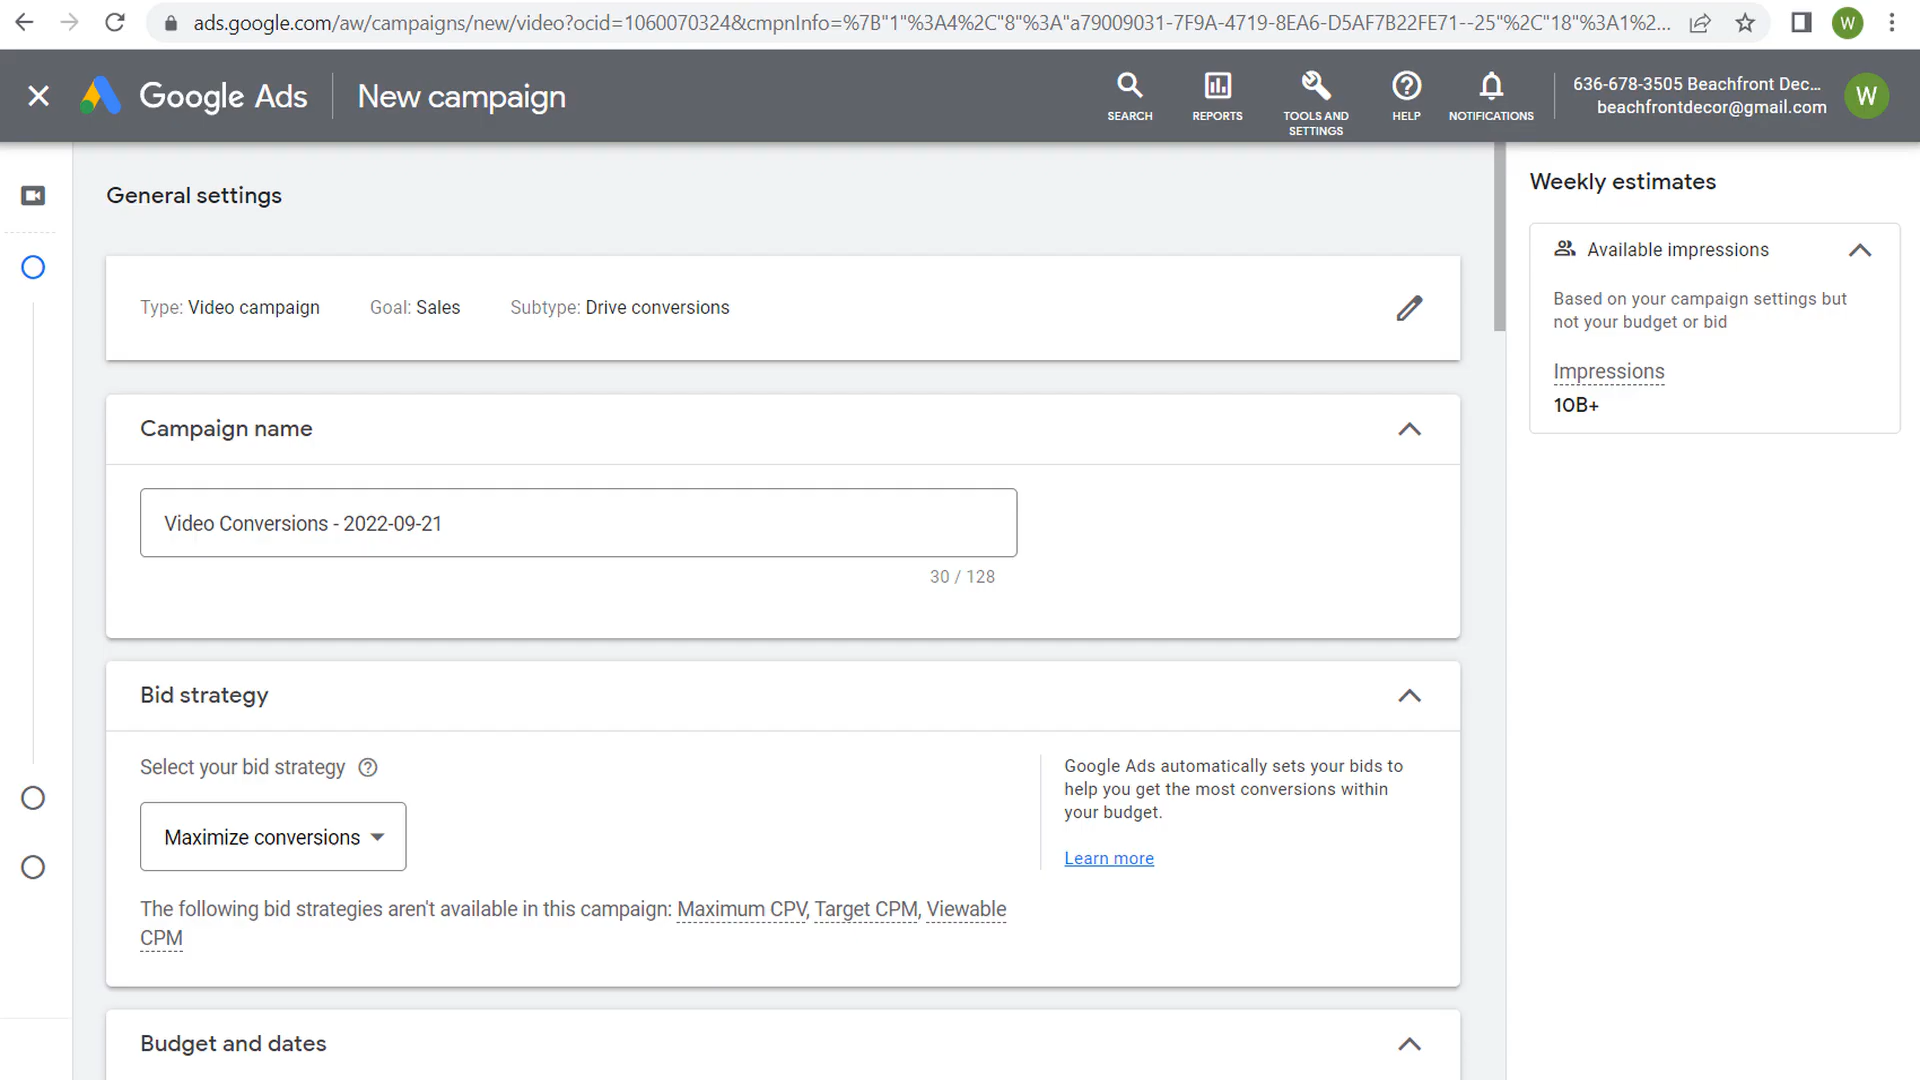 ads.google.com/aw/campaigns/new/video?ocid=1060070324&cmpnInfo=%7B"1"%3A4%2C"8"%3A"a79009031-7F9A-4719-8EA6-D5AF7B22FE71--25"%2C"18"%3A1%2...
W
Google Ads
New campaign
SEARCH
REPORTS
TOOLS AND
SETTINGS
HELP
NOTIFICATIONS
636-678-3505 Beachfront Dec...
beachfrontdecor@gmail.com
W
General settings
Type: Video campaign Goal: Sales Subtype: Drive conversions
Campaign name
Video Conversions - 2022-09-21
30 / 128
Bid strategy
Select your bid strategy
Maximize conversions
The following bid strategies aren't available in this campaign: Maximum CPV, Target CPM, Viewable
CPM
Google Ads automatically sets your bids to
help you get the most conversions within
your budget.
Learn more
Budget and dates
Weekly estimates
Available impressions
Based on your campaign settings but
not your budget or bid
Impressions
10B+